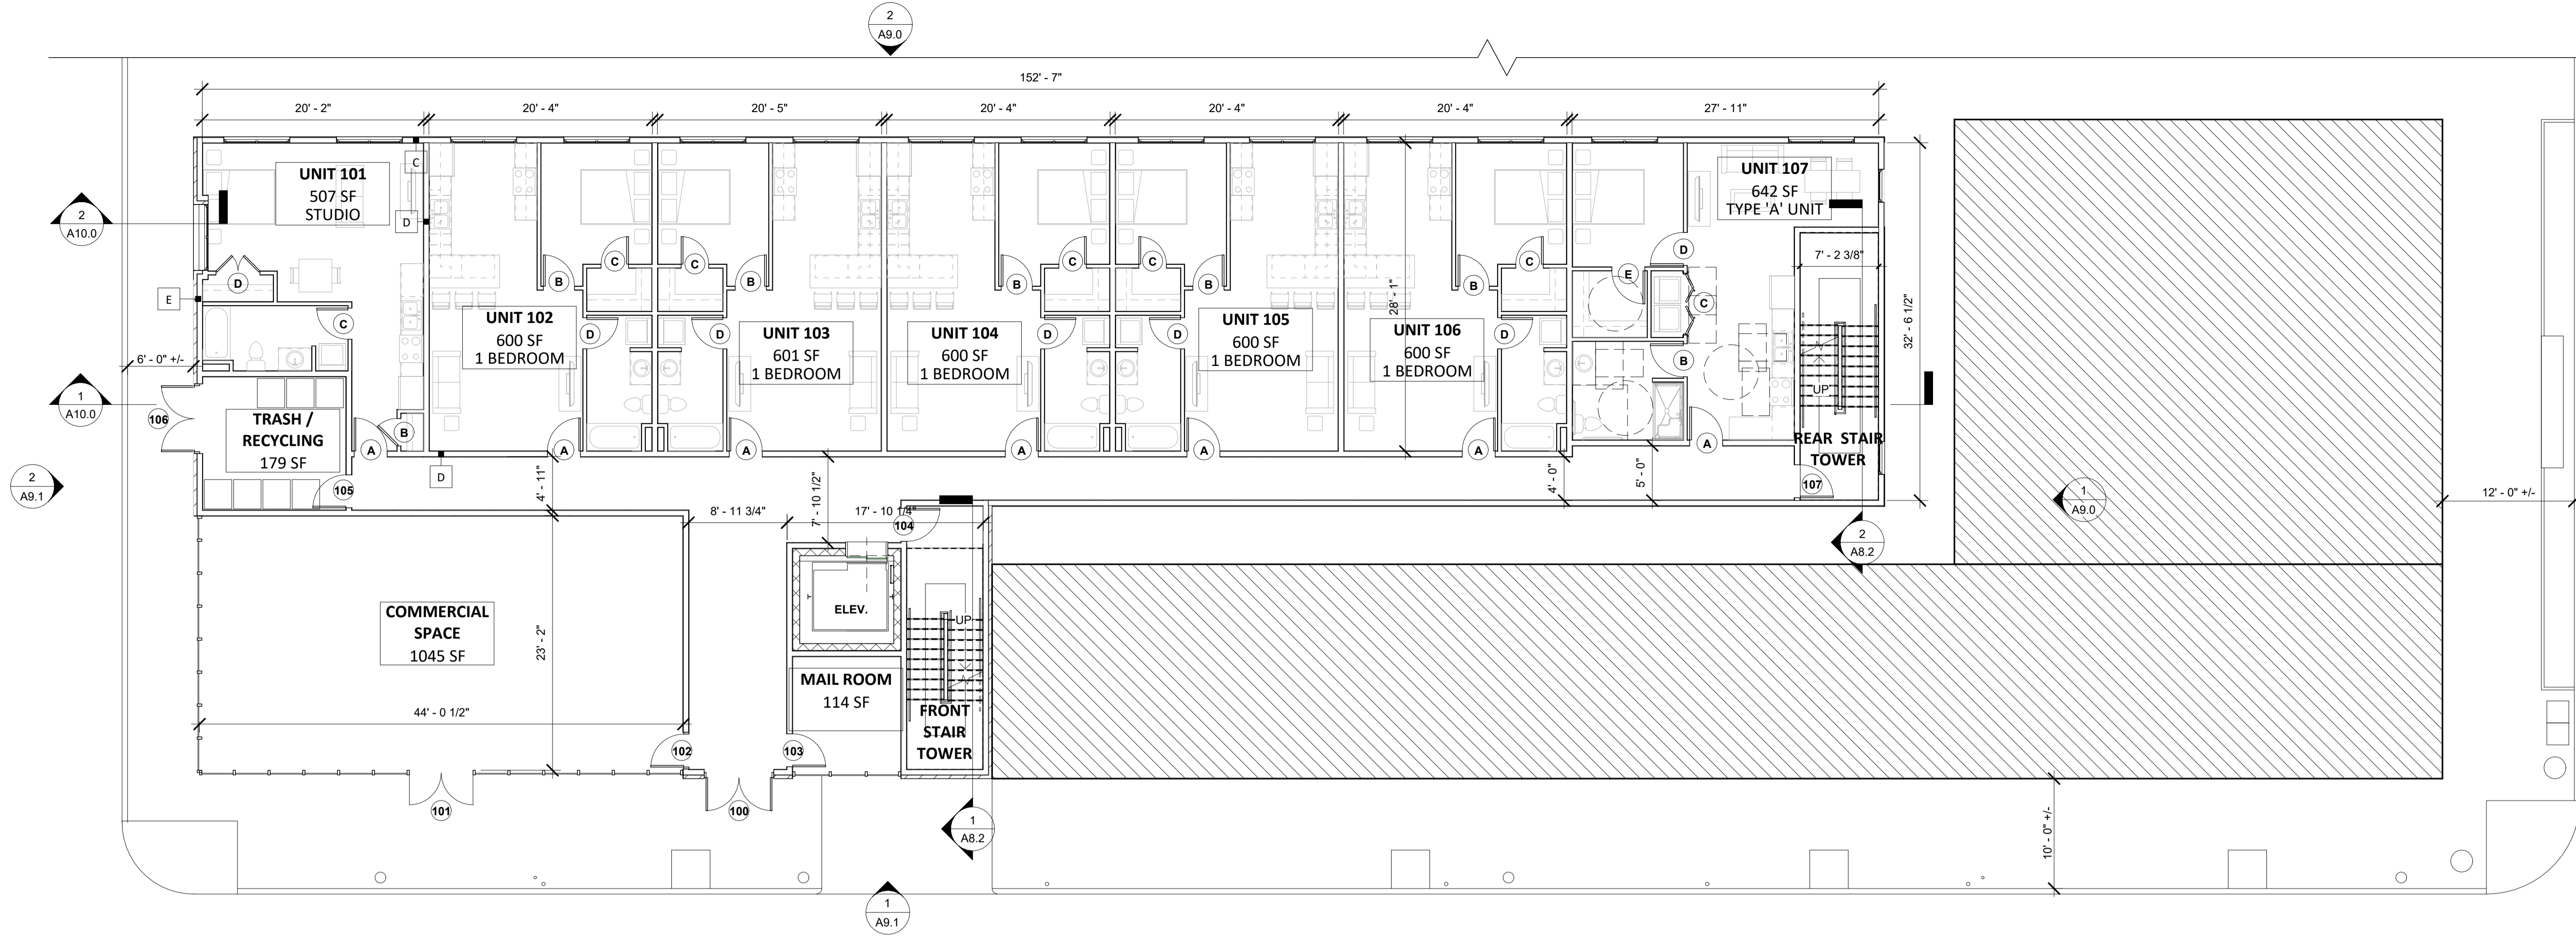 2
A9.0
152' - 7"
20' - 2"
20' - 4"
20' - 5"
20' - 4"
20' - 4"
20' - 4"
27' - 11"
C
UNIT 101
507 SF
STUDIO
D
2
A10.0
UNIT 107
642 SF
TYPE 'A' UNIT
D
E
C
C
C
C
C
D
E
7' - 2 3/8"
B
B
B
B
B
C
28' - 1"
32' - 6 1/2"
C
UNIT 102
600 SF
1 BEDROOM
D
D
UNIT 103
601 SF
1 BEDROOM
UNIT 104
600 SF
1 BEDROOM
D
D
UNIT 105
600 SF
1 BEDROOM
UNIT 106
600 SF
1 BEDROOM
D
B
UP
6' - 0" +/-
1
A10.0
106
TRASH /
RECYCLING
179 SF
A
B
A
A
A
A
A
A
REAR STAIR
TOWER
D
2
A9.1
105
4' - 11"
7' - 10 1/2"
4' - 0"
5' - 0"
107
1
A9.0
12' - 0" +/-
8' - 11 3/4"
17' - 10 1/4"
104
2
A8.2
ELEV.
UP
COMMERCIAL
SPACE
1045 SF
23' - 2"
MAIL ROOM
114 SF
44' - 0 1/2"
FRONT
STAIR
TOWER
102
103
101
100
1
A8.2
10' - 0" +/-
1
A9.1